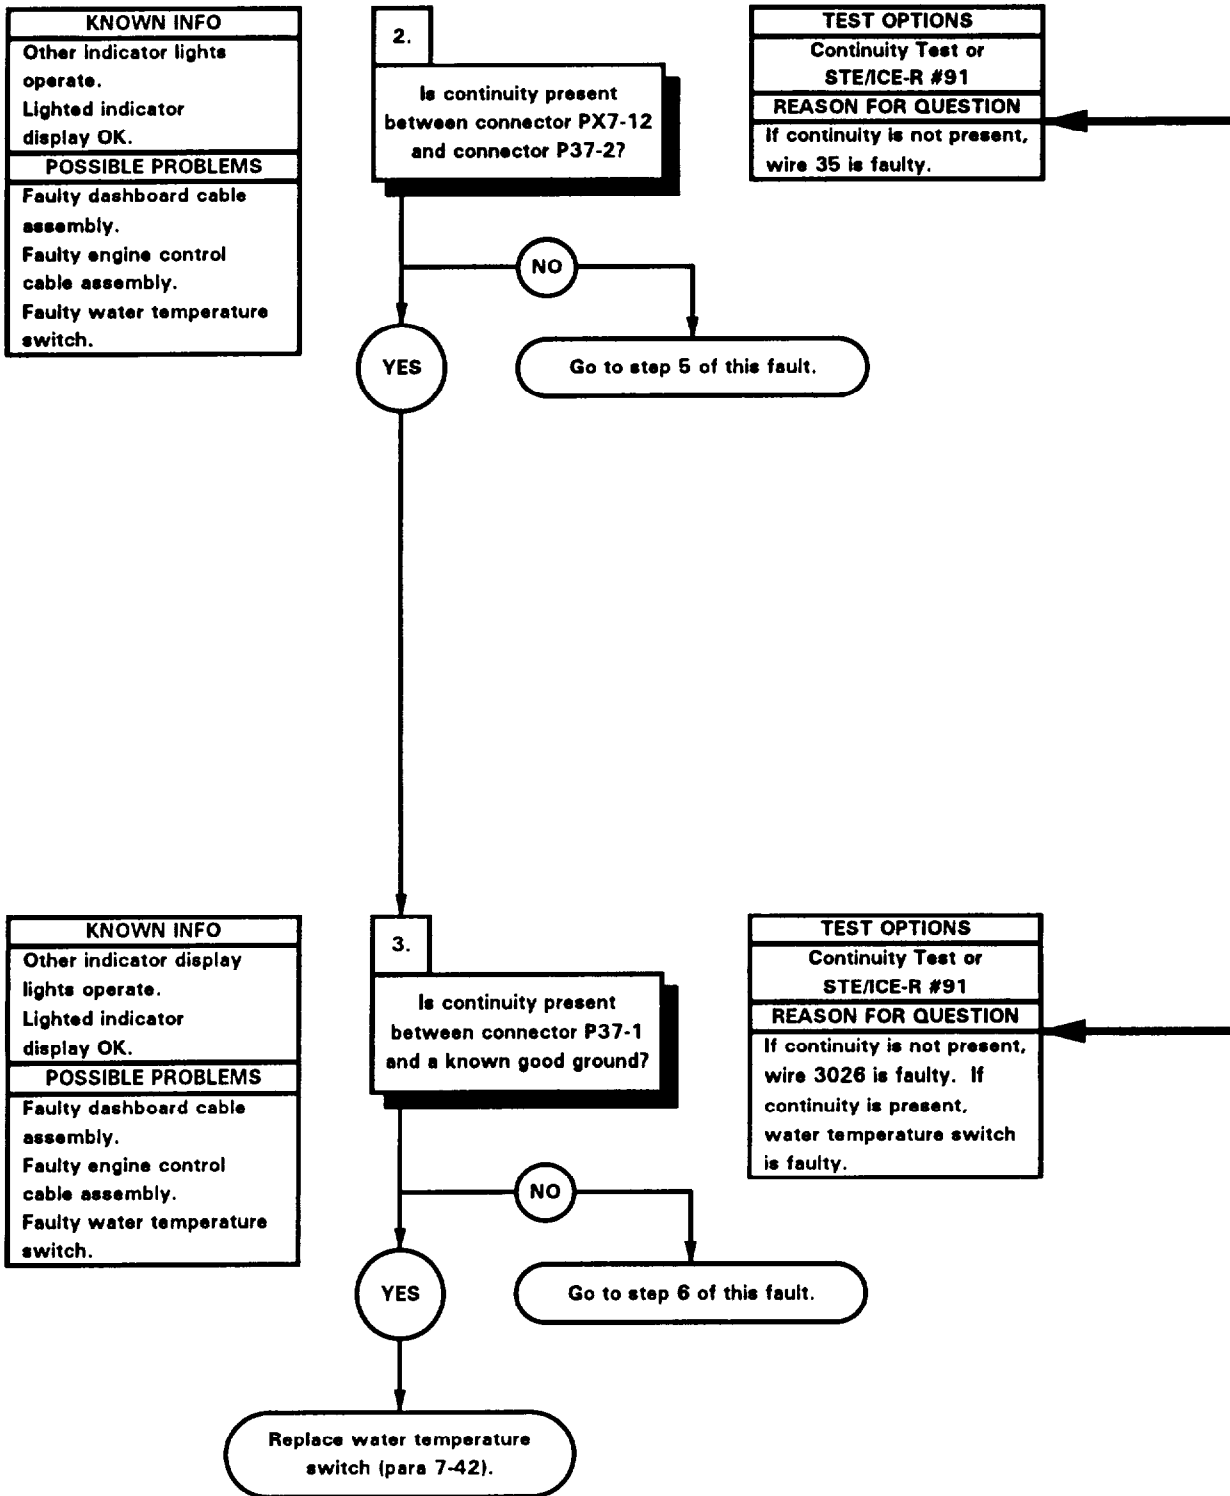 KNOWN INFO
Other indicator lights
operate.
Lighted indicator
display OK.
POSSIBLE PROBLEMS
Faulty dashboard cable
assembly.
Faulty engine control
cable assembly.
Faulty water temperature
switch.
2.
Is continuity present
between connector PX7-12
and connector P37-2?
TEST OPTIONS
Continuity Test or
STE/ICE-R #91
REASON FOR QUESTION
If continuity is not present,
wire 35 is faulty.
NO
YES
Go to step 5 of this fault.
KNOWN INFO
Other indicator display
lights operate.
Lighted indicator
display OK.
POSSIBLE PROBLEMS
Faulty dashboard cable
assembly.
Faulty engine control
cable assembly.
Faulty water temperature
switch.
3.
Is continuity present
between connector P37-1
and a known good ground?
TEST OPTIONS
Continuity Test or
STE/ICE-R #91
REASON FOR QUESTION
If continuity is not present,
wire 3026 is faulty. If
continuity is present,
water temperature switch
is faulty.
NO
YES
Go to step 6 of this fault.
Replace water temperature
switch (para 7-42).